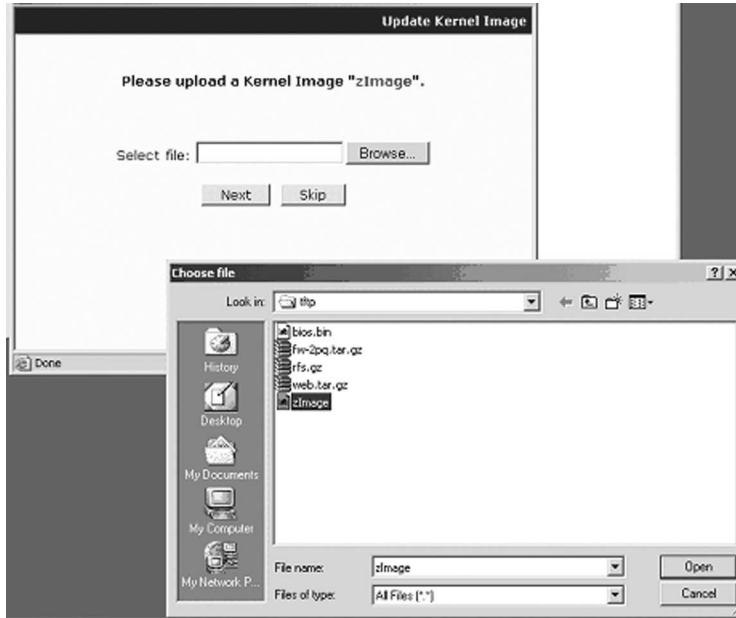 Update Kernel Image
Please upload a Kernel Image "zImage".
Select file:
Browse...
Next
Skip
Done
Choose file
Look in:
tftp
History
Desktop
My Documents
My Computer
My Network P...
bios.bin
fw-2pq.tar.gz
rfs.gz
web.tar.gz
zImage
File name:
zImage
Open
Files of type:
All Files (*.*)
Cancel